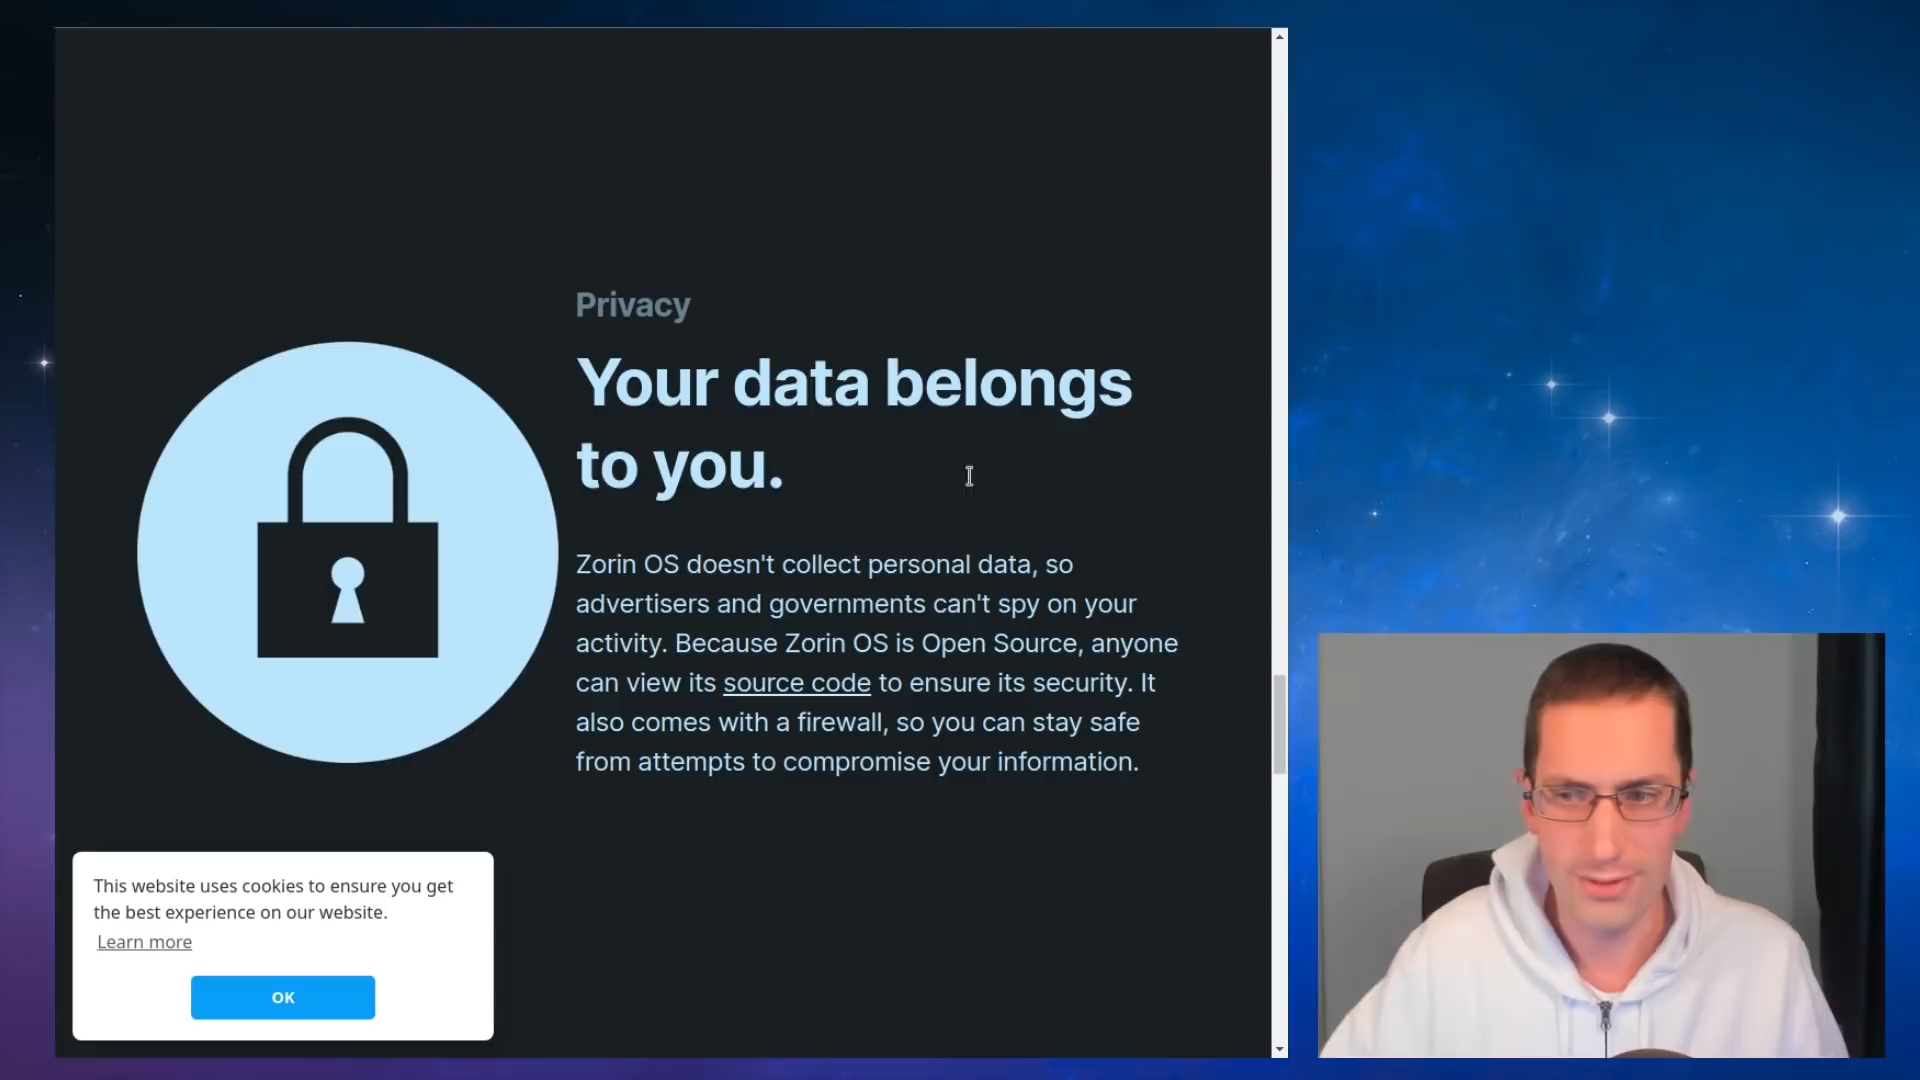 Privacy
Your data belongs
to you.
Zorin OS doesn't collect personal data, so
advertisers and governments can't spy on your
activity. Because Zorin OS is Open Source, anyone
can view its source code to ensure its security. It
also comes with a firewall, so you can stay safe
from attempts to compromise your information.
This website uses cookies to ensure you get
the best experience on our website.
Learn more
OK